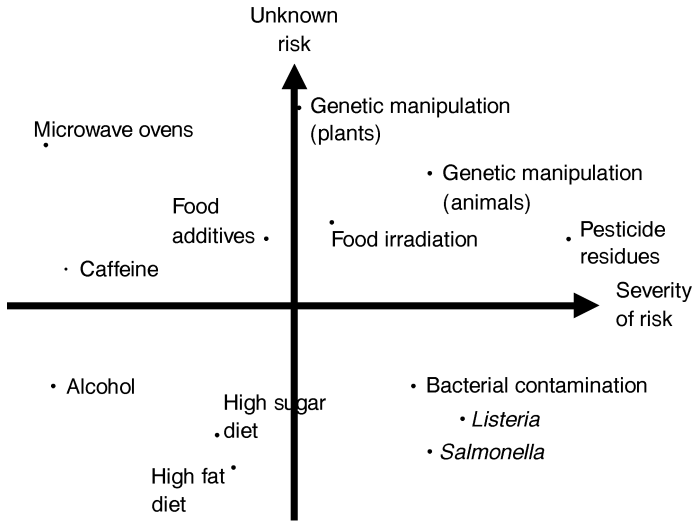 Unknown
risk
Genetic manipulation
(plants)
Microwave ovens
Genetic manipulation
(animals)
Food
additives
Food irradiation
Pesticide
residues
Caffeine
Severity
of risk
Alcohol
Bacterial contamination
High sugar
diet
Listeria
Salmonella
High fat
diet